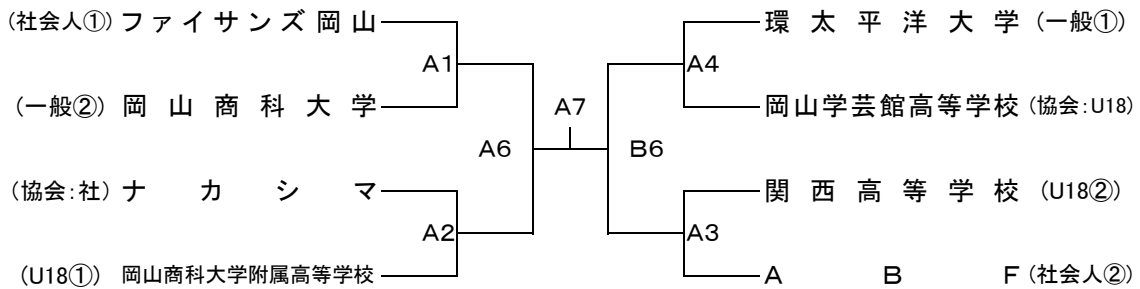 (社会人①) ファイサンズ岡山
環太平洋大学 (一般①)
A1
A4
(一般②) 岡山商科大学
A7
岡山学芸館高等学校 (協会:U18)
A6
B6
(協会:社) ナカシマ
関西高等学校 (U18②)
A2
A3
(U18①) 岡山商科大学附属高等学校
ABF (社会人②)